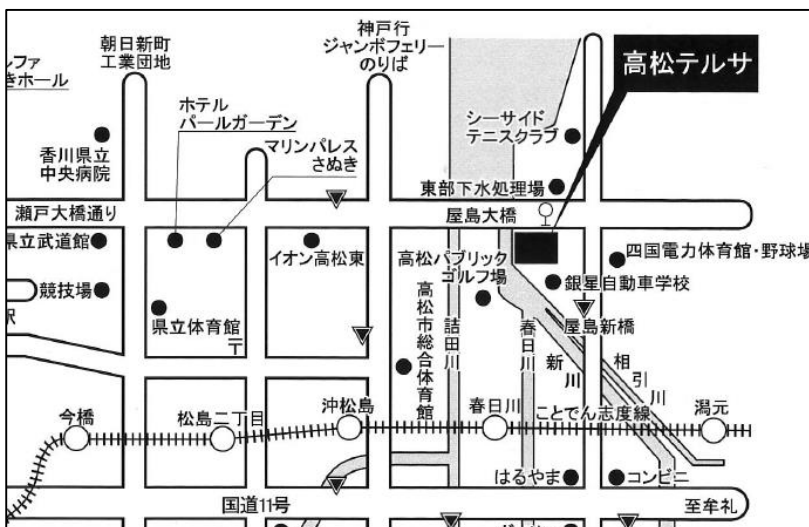 朝日新町
工業団地
神戸行
ジャンボフェリー
のりば
高松テルサ
ルファ
きホール
ホテル
パールガーデン
マリンパレス
さぬき
シーサイド
テニスクラブ
香川県立
中央病院
東部下水処理場
瀬戸大橋通り
屋島大橋
県立武道館
イオン高松東
高松パブリック
ゴルフ場
四国電力体育館・野球場
銀星自動車学校
競技場
県立体育館
〒
駅
高松市総合体育館
詰田川
春日川
屋島新橋
新川
相引川
今橋
松島二丁目
沖松島
春日川
ことでん志度線
潟元
はるやま
コンビニ
国道11号
至牟礼